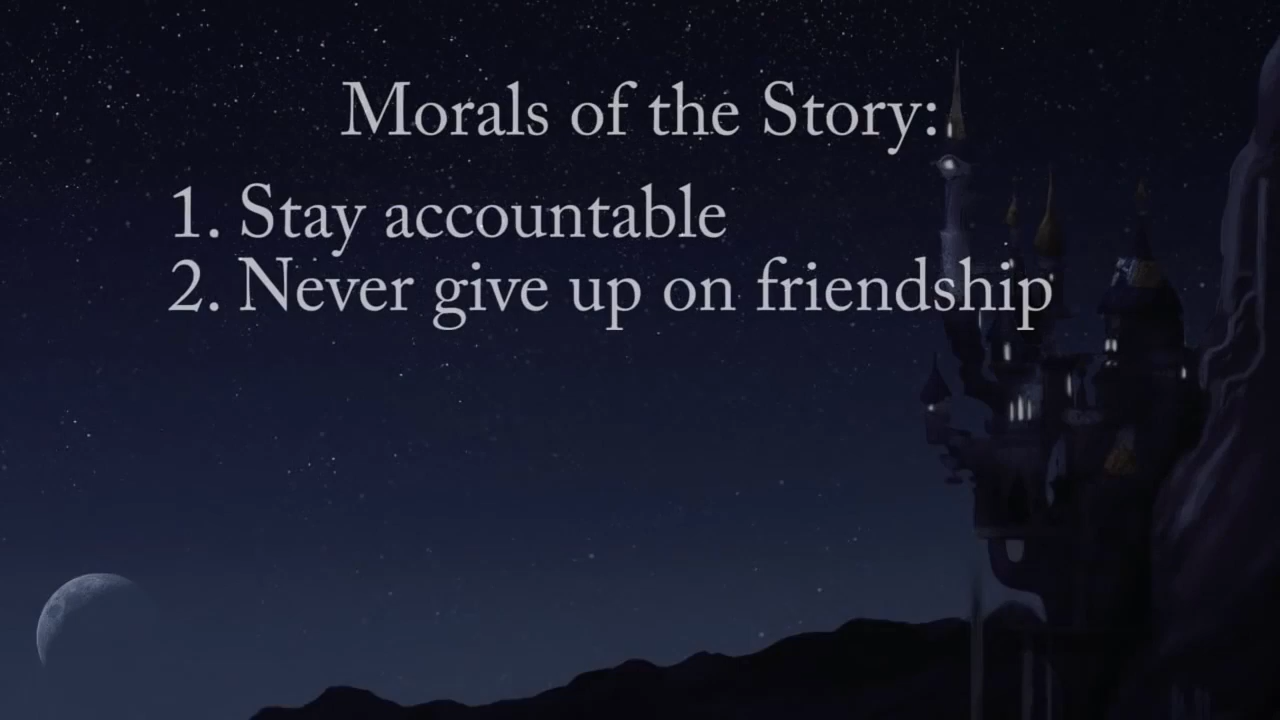 Morals of the Story:
1. Stay accountable
2. Never give up on friendship